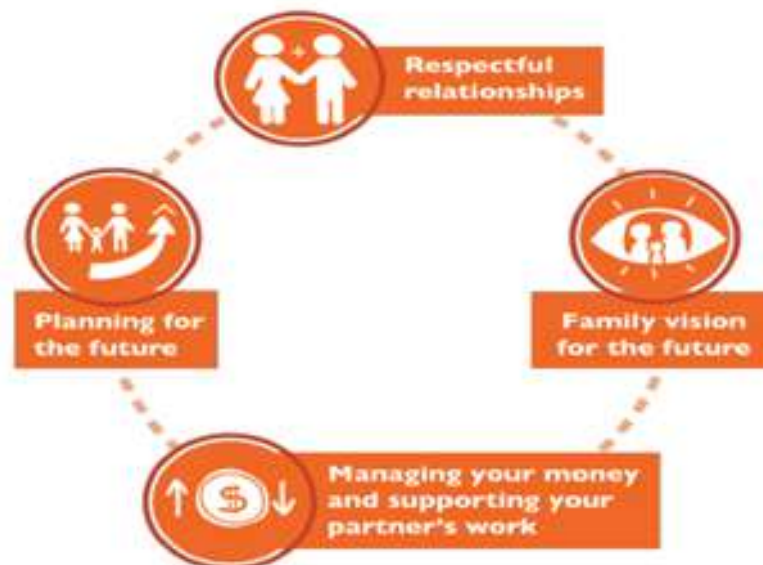 Respectful
relationships
Planning for
the future
Family vision
for the future
$
Managing your money
and supporting your
partner's work